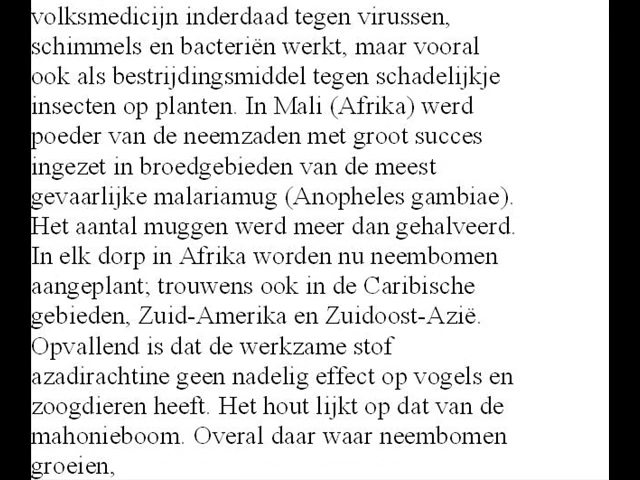 volksmedicijn inderdaad tegen virussen,
schimmels en bacteriën werkt, maar vooral
ook als bestrijdingsmiddel tegen schadelijkje
insecten op planten. In Mali (Afrika) werd
poeder van de neemzaden met groot succes
ingezet in broedgebieden van de meest
gevaarlijke malariamug (Anopheles gambiae).
Het aantal muggen werd meer dan gehalveerd.
In elk dorp in Afrika worden nu neembomen
aangeplant; trouwens ook in de Caribische
gebieden, Zuid-Amerika en Zuidoost-Azië.
Opvallend is dat de werkzame stof
azadirachtine geen nadelig effect op vogels en
zoogdieren heeft. Het hout lijkt op dat van de
mahonieboom. Overal daar waar neembomen
groeien,